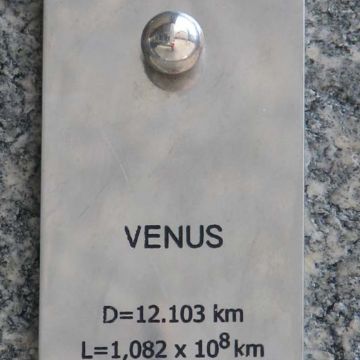 VENUS
D=12.103 km
L=1,082 x 10⁸ km